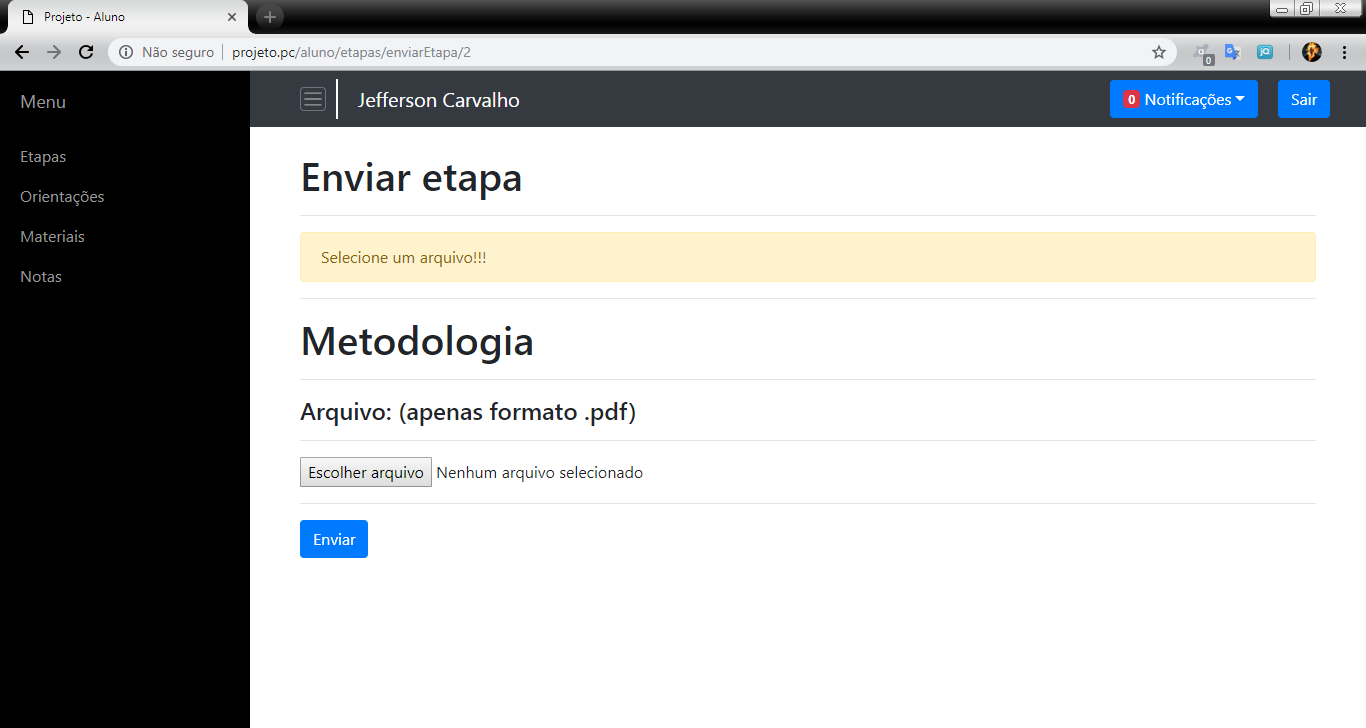 Projeto - Aluno
Não seguro projeto.pc/aluno/etapas/enviarEtapa/2
0
Menu
Jefferson Carvalho
0 Notificações
Sair
Etapas
Orientações
Materiais
Notas
Enviar etapa
Selecione um arquivo!!!
Metodologia
Arquivo: (apenas formato .pdf)
Escolher arquivo Nenhum arquivo selecionado
Enviar